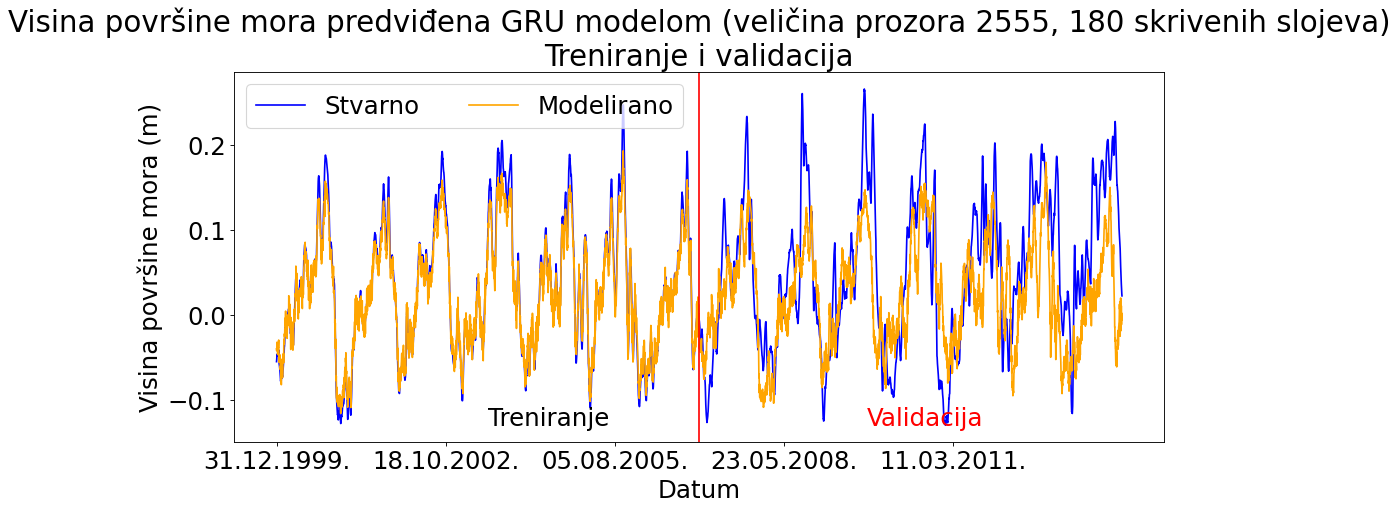 Visina površine mora predviđena GRU modelom (veličina prozora 2555, 180 skrivenih slojeva)
Treniranje i validacija
Stvarno Modelirano
Visina površine mora (m)
0.2
0.1
0.0
−0.1
Treniranje Validacija
31.12.1999. 18.10.2002. 05.08.2005. 23.05.2008. 11.03.2011.
Datum